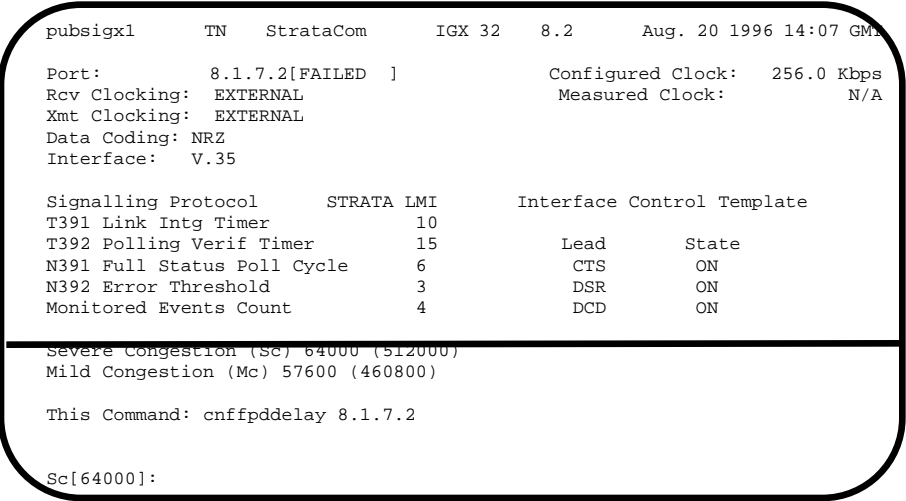 pubsigx1 TN StrataCom IGX 32 8.2 Aug. 20 1996 14:07 GMT
Port: 8.1.7.2[FAILED ] Configured Clock: 256.0 Kbps
Rcv Clocking: EXTERNAL Measured Clock: N/A
Xmt Clocking: EXTERNAL
Data Coding: NRZ
Interface: V.35
Signalling Protocol STRATA LMI Interface Control Template
T391 Link Intg Timer 10
T392 Polling Verif Timer 15 Lead State
N391 Full Status Poll Cycle 6 CTS ON
N392 Error Threshold 3 DSR ON
Monitored Events Count 4 DCD ON
Severe Congestion (Sc) 64000 (512000)
Mild Congestion (Mc) 57600 (460800)
This Command: cnffpddelay 8.1.7.2
Sc[64000]: